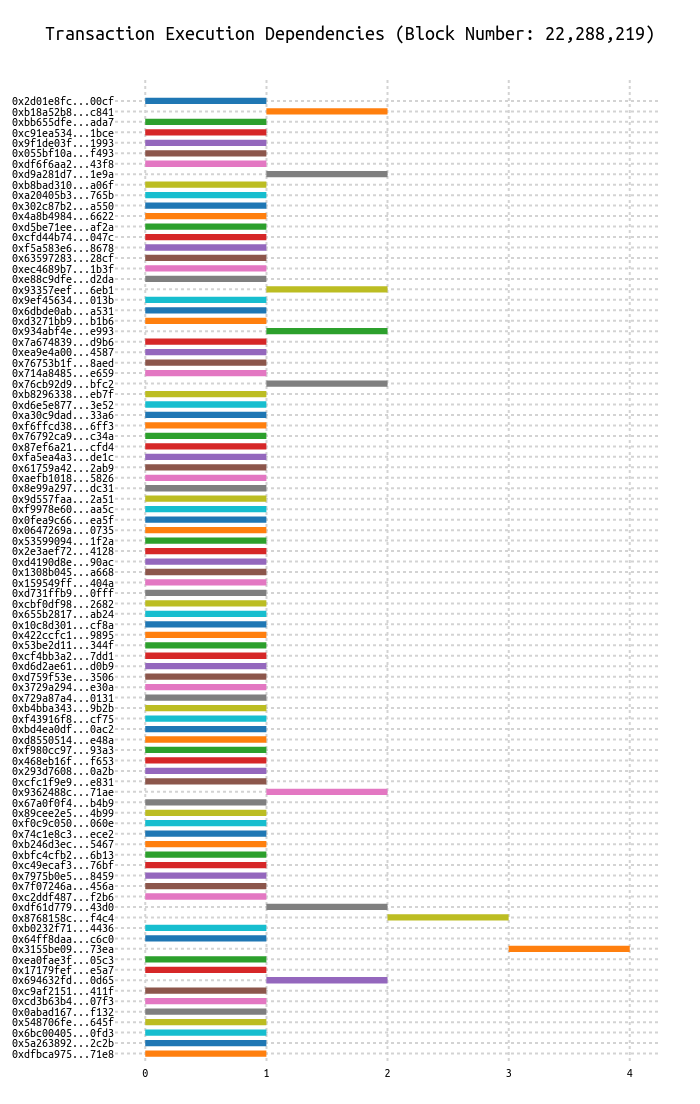 Transaction Execution Dependencies (Block Number: 22,288,219)
0x2d01e8fc...00cf
0xb18a52b8...c841
0xbb655dfe...ada7
0xc91ea534...1bce
0x9f1de03f...1993
0x055bf10a...f493
0xdf6f6aa2...43f8
0xd9a281d7...1e9a
0xb8bad310...a06f
0xa20405b3...765b
0x302c87b2...a550
0x4a8b4984...6622
0xd5be71ee...af2a
0xcfd44b74...047c
0xf5a583e6...8678
0x63597283...28cf
0xec4689b7...1b3f
0xe88c9dfe...d2da
0x93357eef...6eb1
0x9ef45634...013b
0x6dbde0ab...a531
0xd3271bb9...b1b6
0x934abf4e...e993
0x7a674839...d9b6
0xea9e4a00...4587
0x76753b1f...8aed
0x714a8485...e659
0x76cb92d9...bfc2
0xb8296338...eb7f
0xd6e5e877...3e52
0xa30c9dad...33a6
0xf6ffcd38...6ff3
0x76792ca9...c34a
0x87ef6a21...cfd4
0xfa5ea4a3...de1c
0x61759a42...2ab9
0xaefb1018...5826
0x8e99a297...dc31
0x9d557faa...2a51
0xf9978e60...aa5c
0x0fea9c66...ea5f
0x0647269a...0735
0x53599094...1f2a
0x2e3aef72...4128
0xd4190d8e...90ac
0x1308b045...a668
0x159549ff...404a
0xd731ffb9...0fff
0xcbf0df98...2682
0x655b2817...ab24
0x10c8d301...cf8a
0x422ccfc1...9895
0x53be2d11...344f
0xcf4bb3a2...7dd1
0xd6d2ae61...d0b9
0xd759f53e...3506
0x3729a294...e30a
0x729a87a4...0131
0xb4bba343...9b2b
0xf43916f8...cf75
0xbd4ea0df...0ac2
0xd8550514...e48a
0xf980cc97...93a3
0x468eb16f...f653
0x293d7608...0a2b
0xcfc1f9e9...e831
0x9362488c...71ae
0x67a0f0f4...b4b9
0x89cee2e5...4b99
0xf0c9c050...060e
0x74c1e8c3...ece2
0xb246d3ec...5467
0xbfc4cfb2...6b13
0xc49ecaf3...76bf
0x7975b0e5...8459
0x7f07246a...456a
0xc2ddf487...f2b6
0xdf61d779...43d0
0x8768158c...f4c4
0xb0232f71...4436
0x64ff8daa...c6c0
0x3155be09...73ea
0xea0fae3f...05c3
0x17179fef...e5a7
0x694632fd...0d65
0xc9af2151...411f
0xcd3b63b4...07f3
0x0abad167...f132
0x548706fe...645f
0x6bc00405...0fd3
0x5a263892...2c2b
0xdfbca975...71e8
0 1 2 3 4